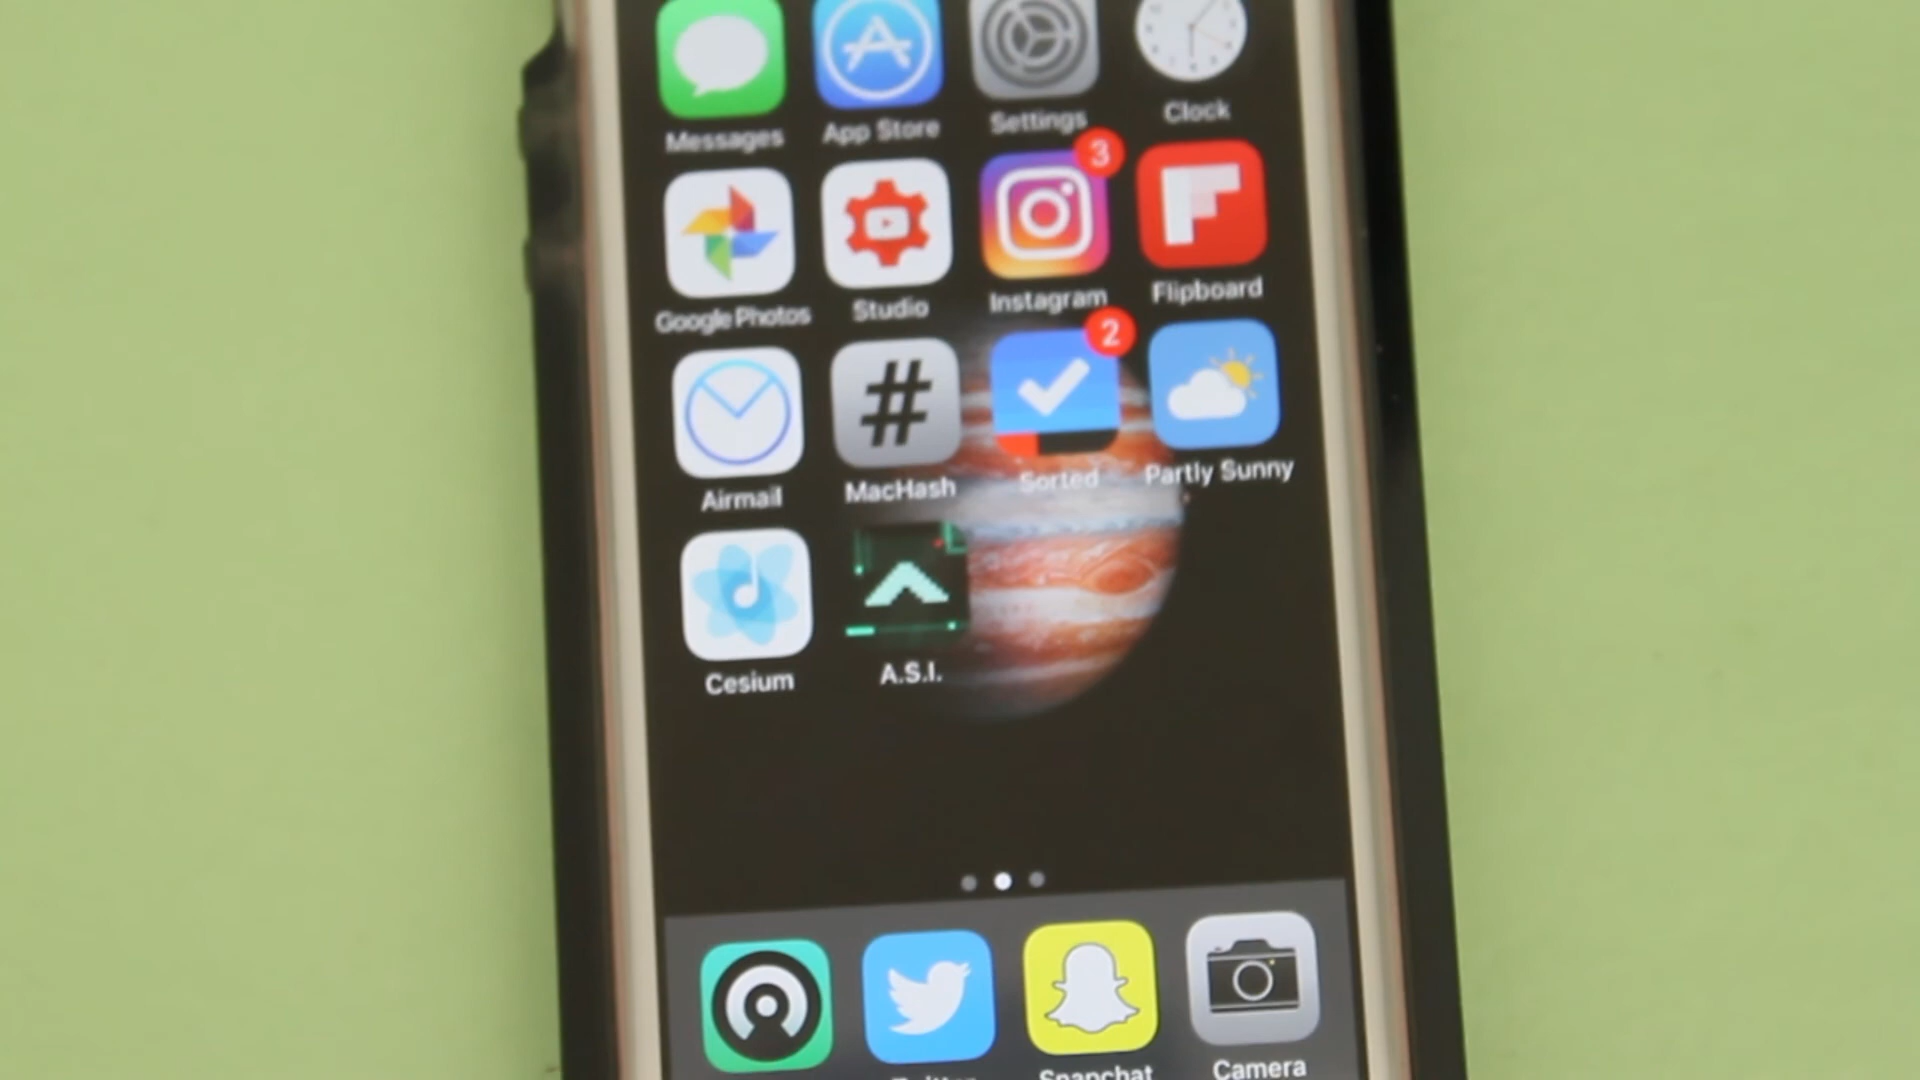 Messages App Store Settings Clock
3
Google Photos Studio Instagram Flipboard
2
#
Airmail MacHash Sorted Partly Sunny
Cesium A.S.I.
Snapchat Camera